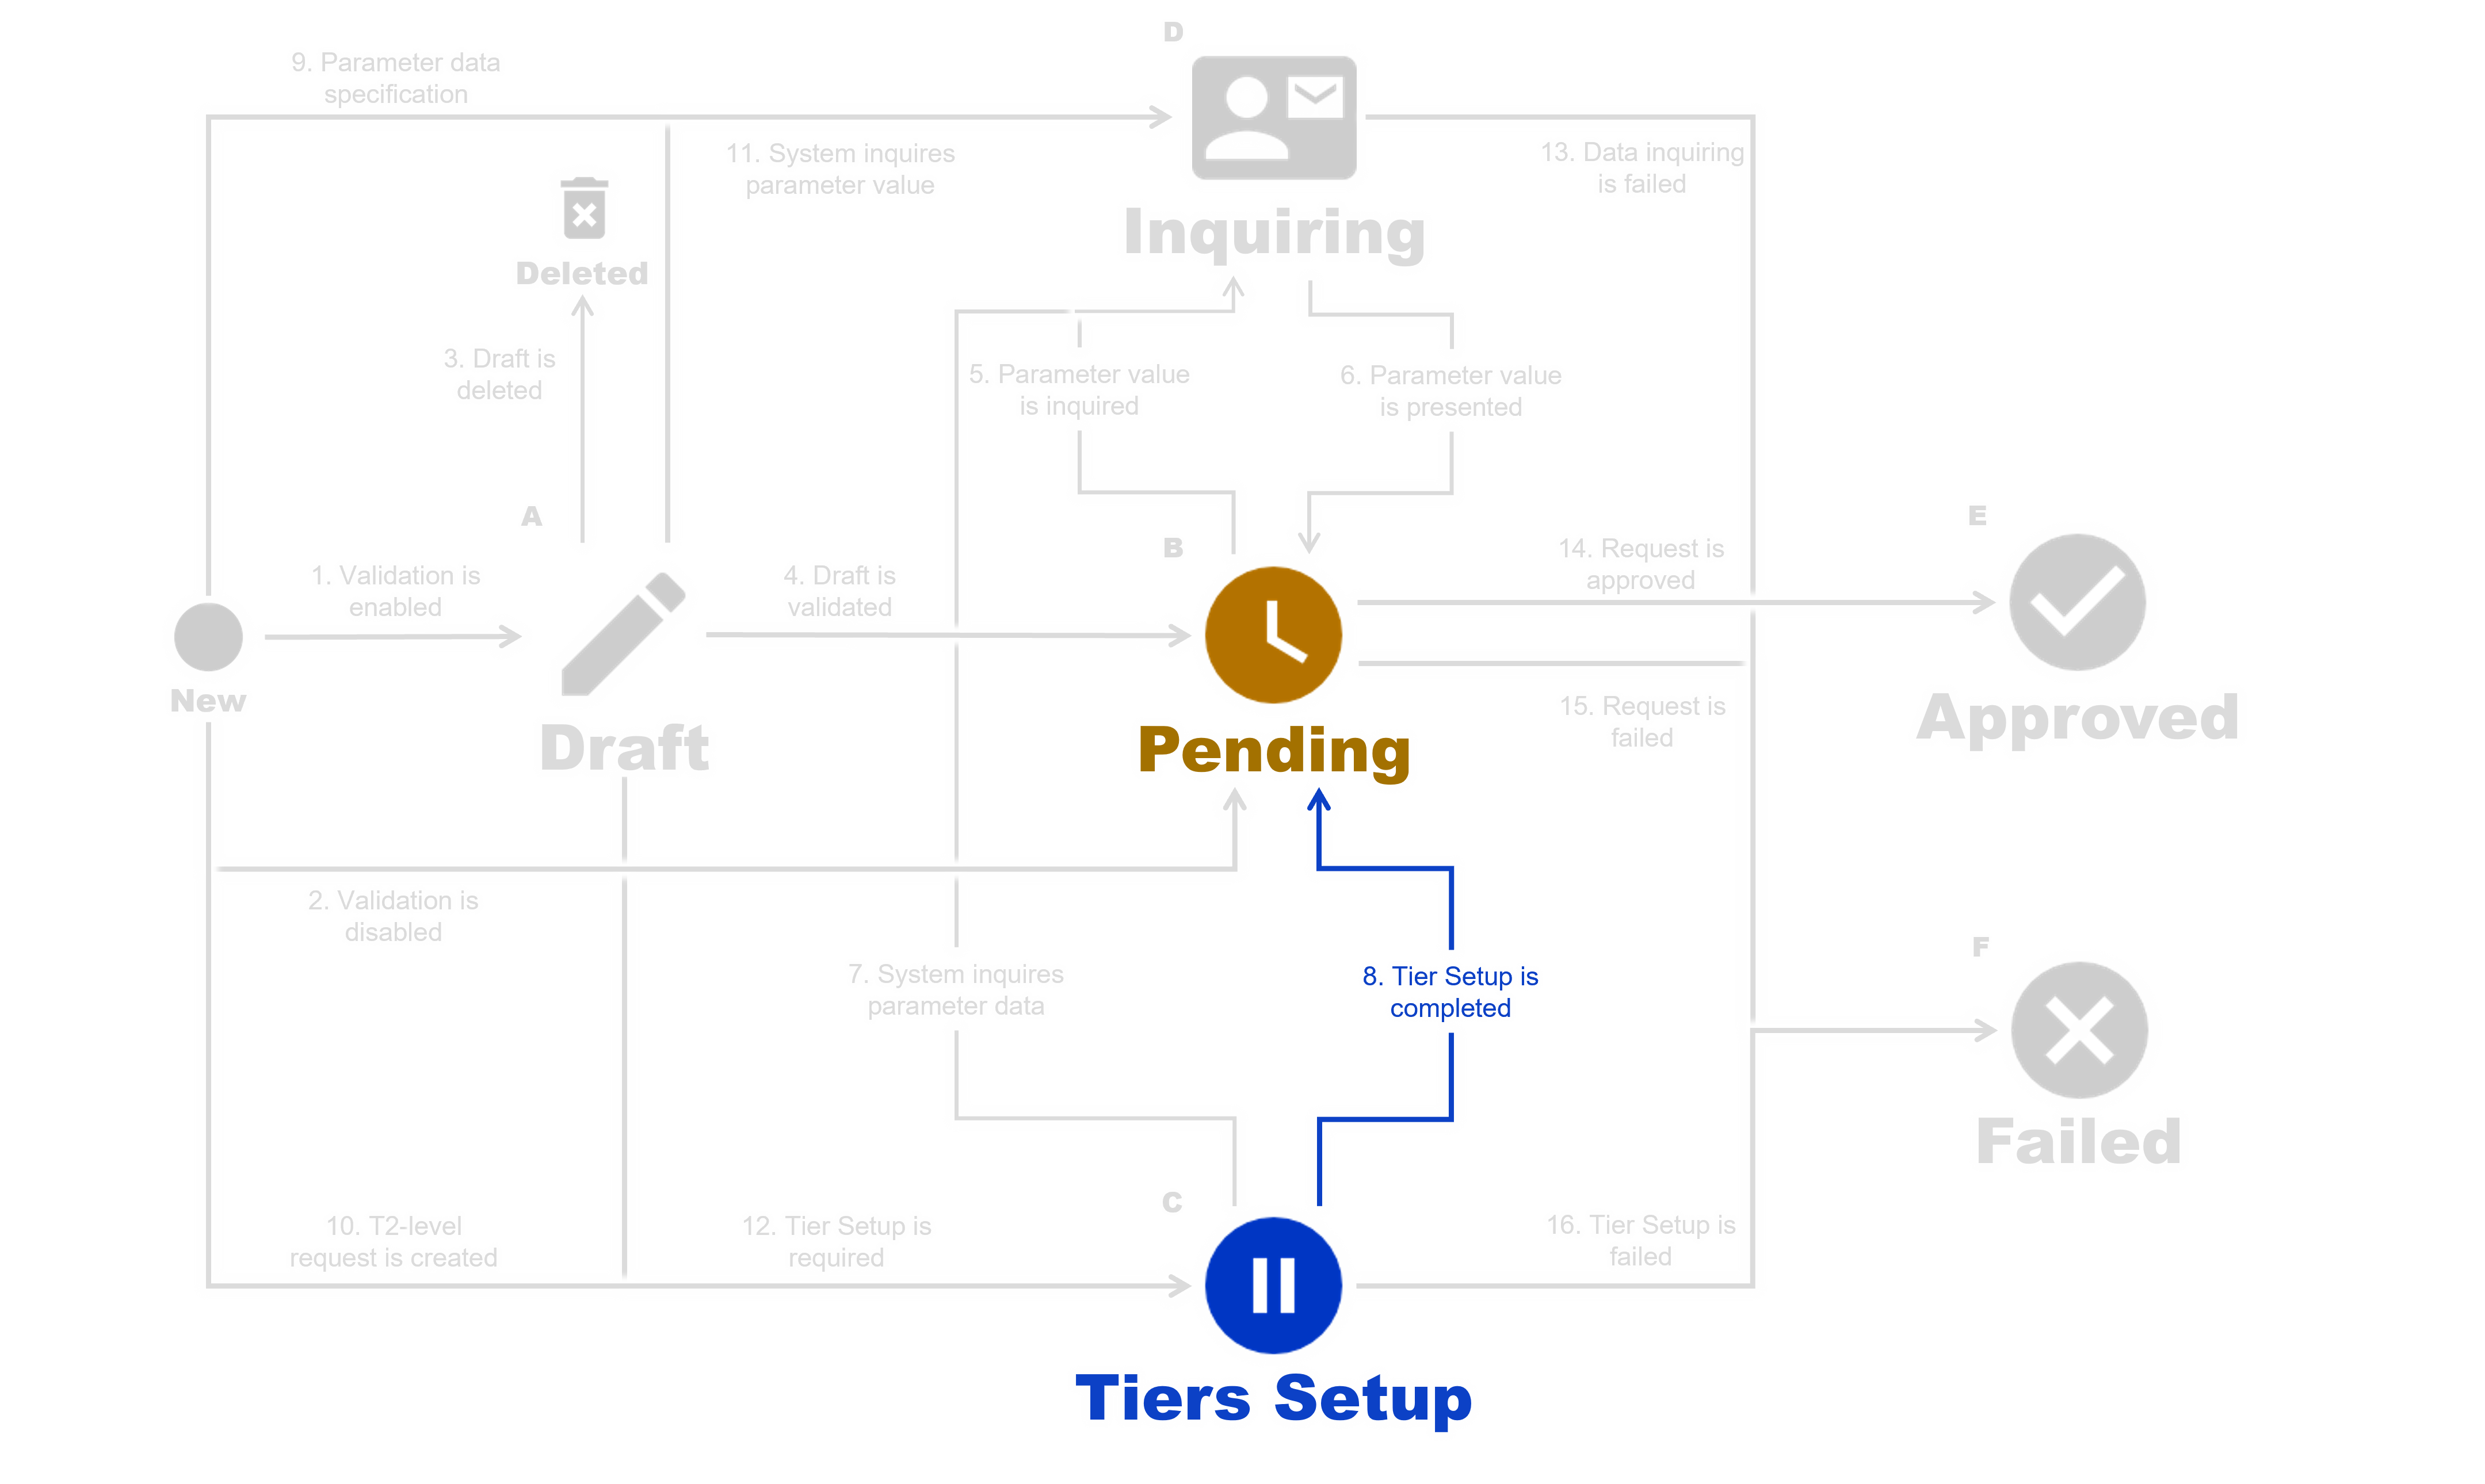 D
9. Parameter data
specification
11. System inquires
parameter value
13. Data inquiring
is failed
Inquiring
Deleted
3. Draft is
deleted
5. Parameter value
is inquired
6. Parameter value
is presented
A
B
E
1. Validation is
enabled
4. Draft is
validated
14. Request is
approved
New
Draft
Pending
15. Request is
failed
Approved
2. Validation is
disabled
7. System inquires
parameter data
8. Tier Setup is
completed
F
Failed
C
10. T2-level
request is created
12. Tier Setup is
required
16. Tier Setup is
failed
Tiers Setup